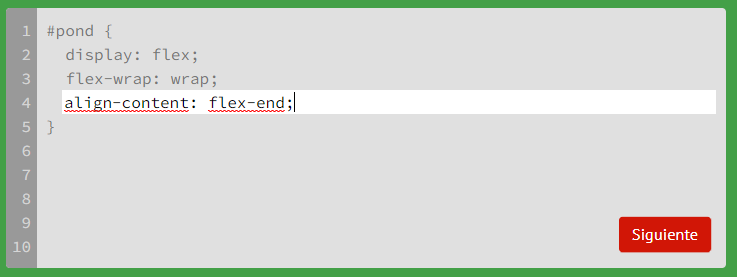 1 #pond {
2 display: flex;
3 flex-wrap: wrap;
4 align-content: flex-end;
5 }
6
7
8
9
Siguiente
10